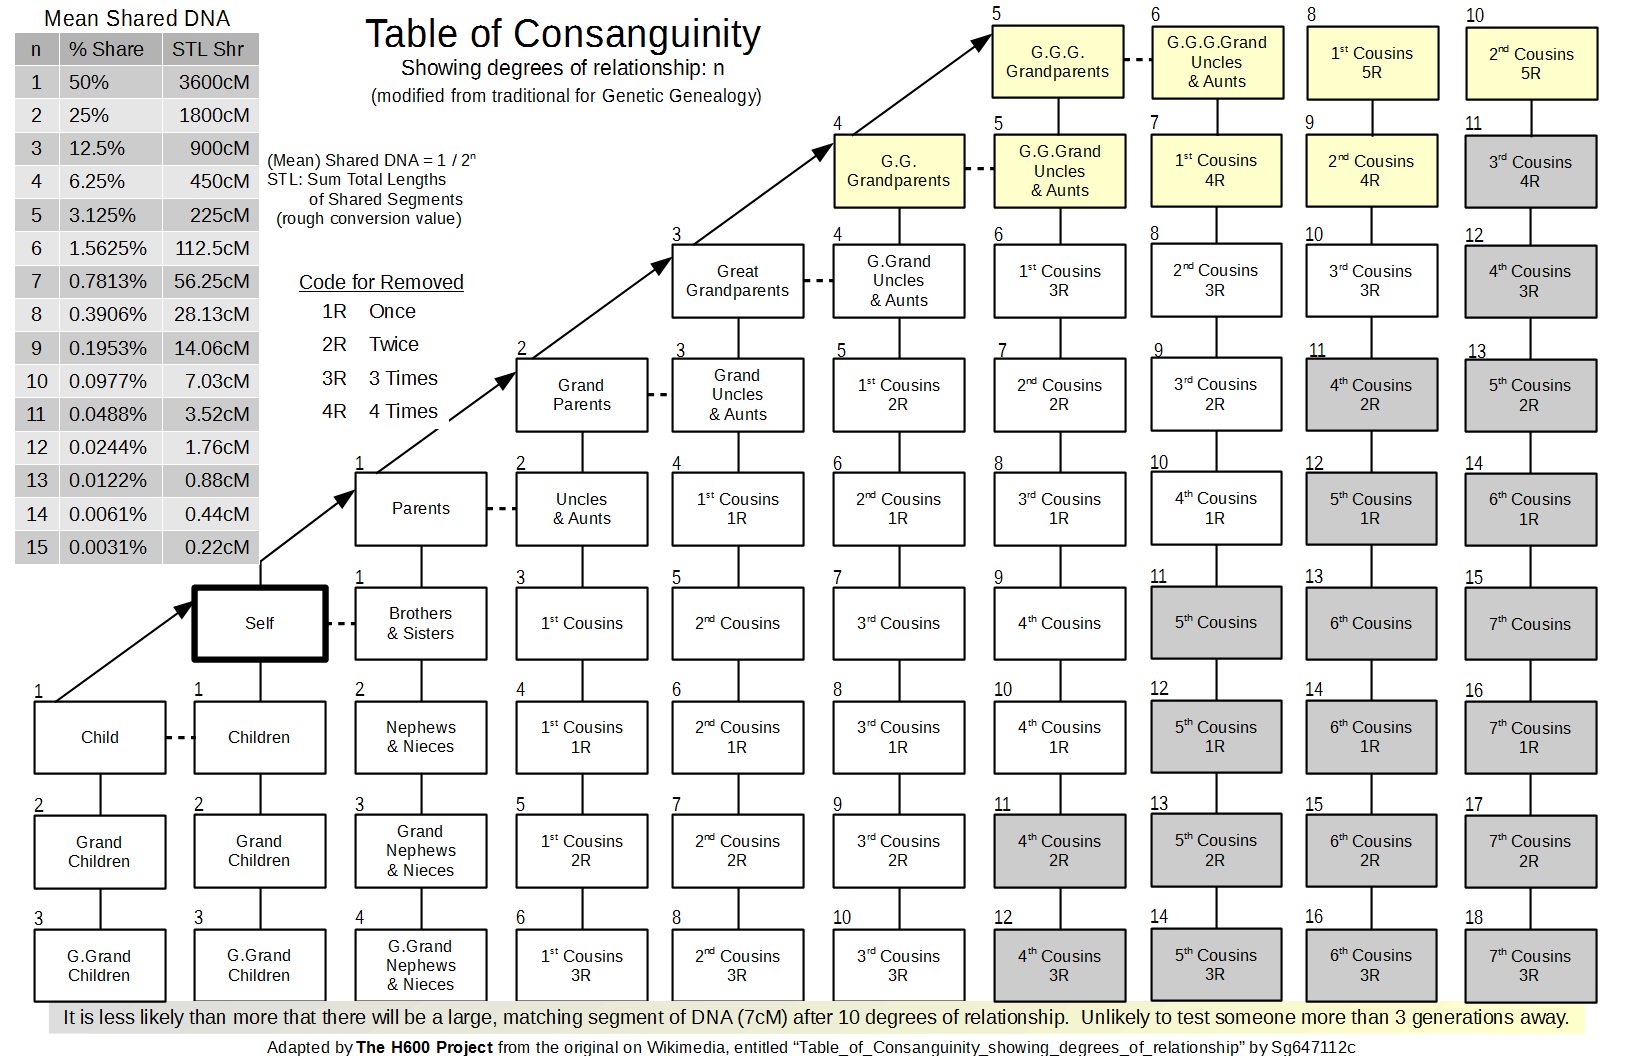 Mean Shared DNA
n % Share STL Shr
1 50% 3600cM
2 25% 1800cM
3 12.5% 900cM
4 6.25% 450cM
5 3.125% 225cM
6 1.5625% 112.5cM
7 0.7813% 56.25cM
8 0.3906% 28.13cM
9 0.1953% 14.06cM
10 0.0977% 7.03cM
11 0.0488% 3.52cM
12 0.0244% 1.76cM
13 0.0122% 0.88cM
14 0.0061% 0.44cM
15 0.0031% 0.22cM
Table of Consanguinity
Showing degrees of relationship: n
(modified from traditional for Genetic Genealogy)
(Mean) Shared DNA = 1 / 2ⁿ
STL: Sum Total Lengths
of Shared Segments
(rough conversion value)
Code for Removed
1R Once
2R Twice
3R 3 Times
4R 4 Times
5
G.G.G.
Grandparents
6
G.G.G.Grand
Uncles
& Aunts
8
1st Cousins
5R
10
2nd Cousins
5R
4
G.G.
Grandparents
5
G.G.Grand
Uncles
& Aunts
7
1st Cousins
4R
9
2nd Cousins
4R
11
3rd Cousins
4R
3
Great
Grandparents
4
G.Grand
Uncles
& Aunts
6
1st Cousins
3R
8
2nd Cousins
3R
10
3rd Cousins
3R
12
4th Cousins
3R
2
Grand
Parents
3
Grand
Uncles
& Aunts
5
1st Cousins
2R
7
2nd Cousins
2R
9
3rd Cousins
2R
11
4th Cousins
2R
13
5th Cousins
2R
1
Parents
2
Uncles
& Aunts
4
1st Cousins
1R
6
2nd Cousins
1R
8
3rd Cousins
1R
10
4th Cousins
1R
12
5th Cousins
1R
14
6th Cousins
1R
Self
1
Brothers
& Sisters
3
1st Cousins
5
2nd Cousins
7
3rd Cousins
9
4th Cousins
11
5th Cousins
13
6th Cousins
15
7th Cousins
1
Child
1
Children
2
Nephews
& Nieces
4
1st Cousins
1R
6
2nd Cousins
1R
8
3rd Cousins
1R
10
4th Cousins
1R
12
5th Cousins
1R
14
6th Cousins
1R
16
7th Cousins
1R
2
Grand
Children
2
Grand
Children
3
Grand
Nephews
& Nieces
5
1st Cousins
2R
7
2nd Cousins
2R
9
3rd Cousins
2R
11
4th Cousins
2R
13
5th Cousins
2R
15
6th Cousins
2R
17
7th Cousins
2R
3
G.Grand
Children
3
G.Grand
Children
4
G.Grand
Nephews
& Nieces
6
1st Cousins
3R
8
2nd Cousins
3R
10
3rd Cousins
3R
12
4th Cousins
3R
14
5th Cousins
3R
16
6th Cousins
3R
18
7th Cousins
3R
It is less likely than more that there will be a large, matching segment of DNA (7cM) after 10 degrees of relationship. Unlikely to test someone more than 3 generations away.
Adapted by The H600 Project from the original on Wikimedia, entitled “Table_of_Consanguinity_showing_degrees_of_relationship” by Sg647112c